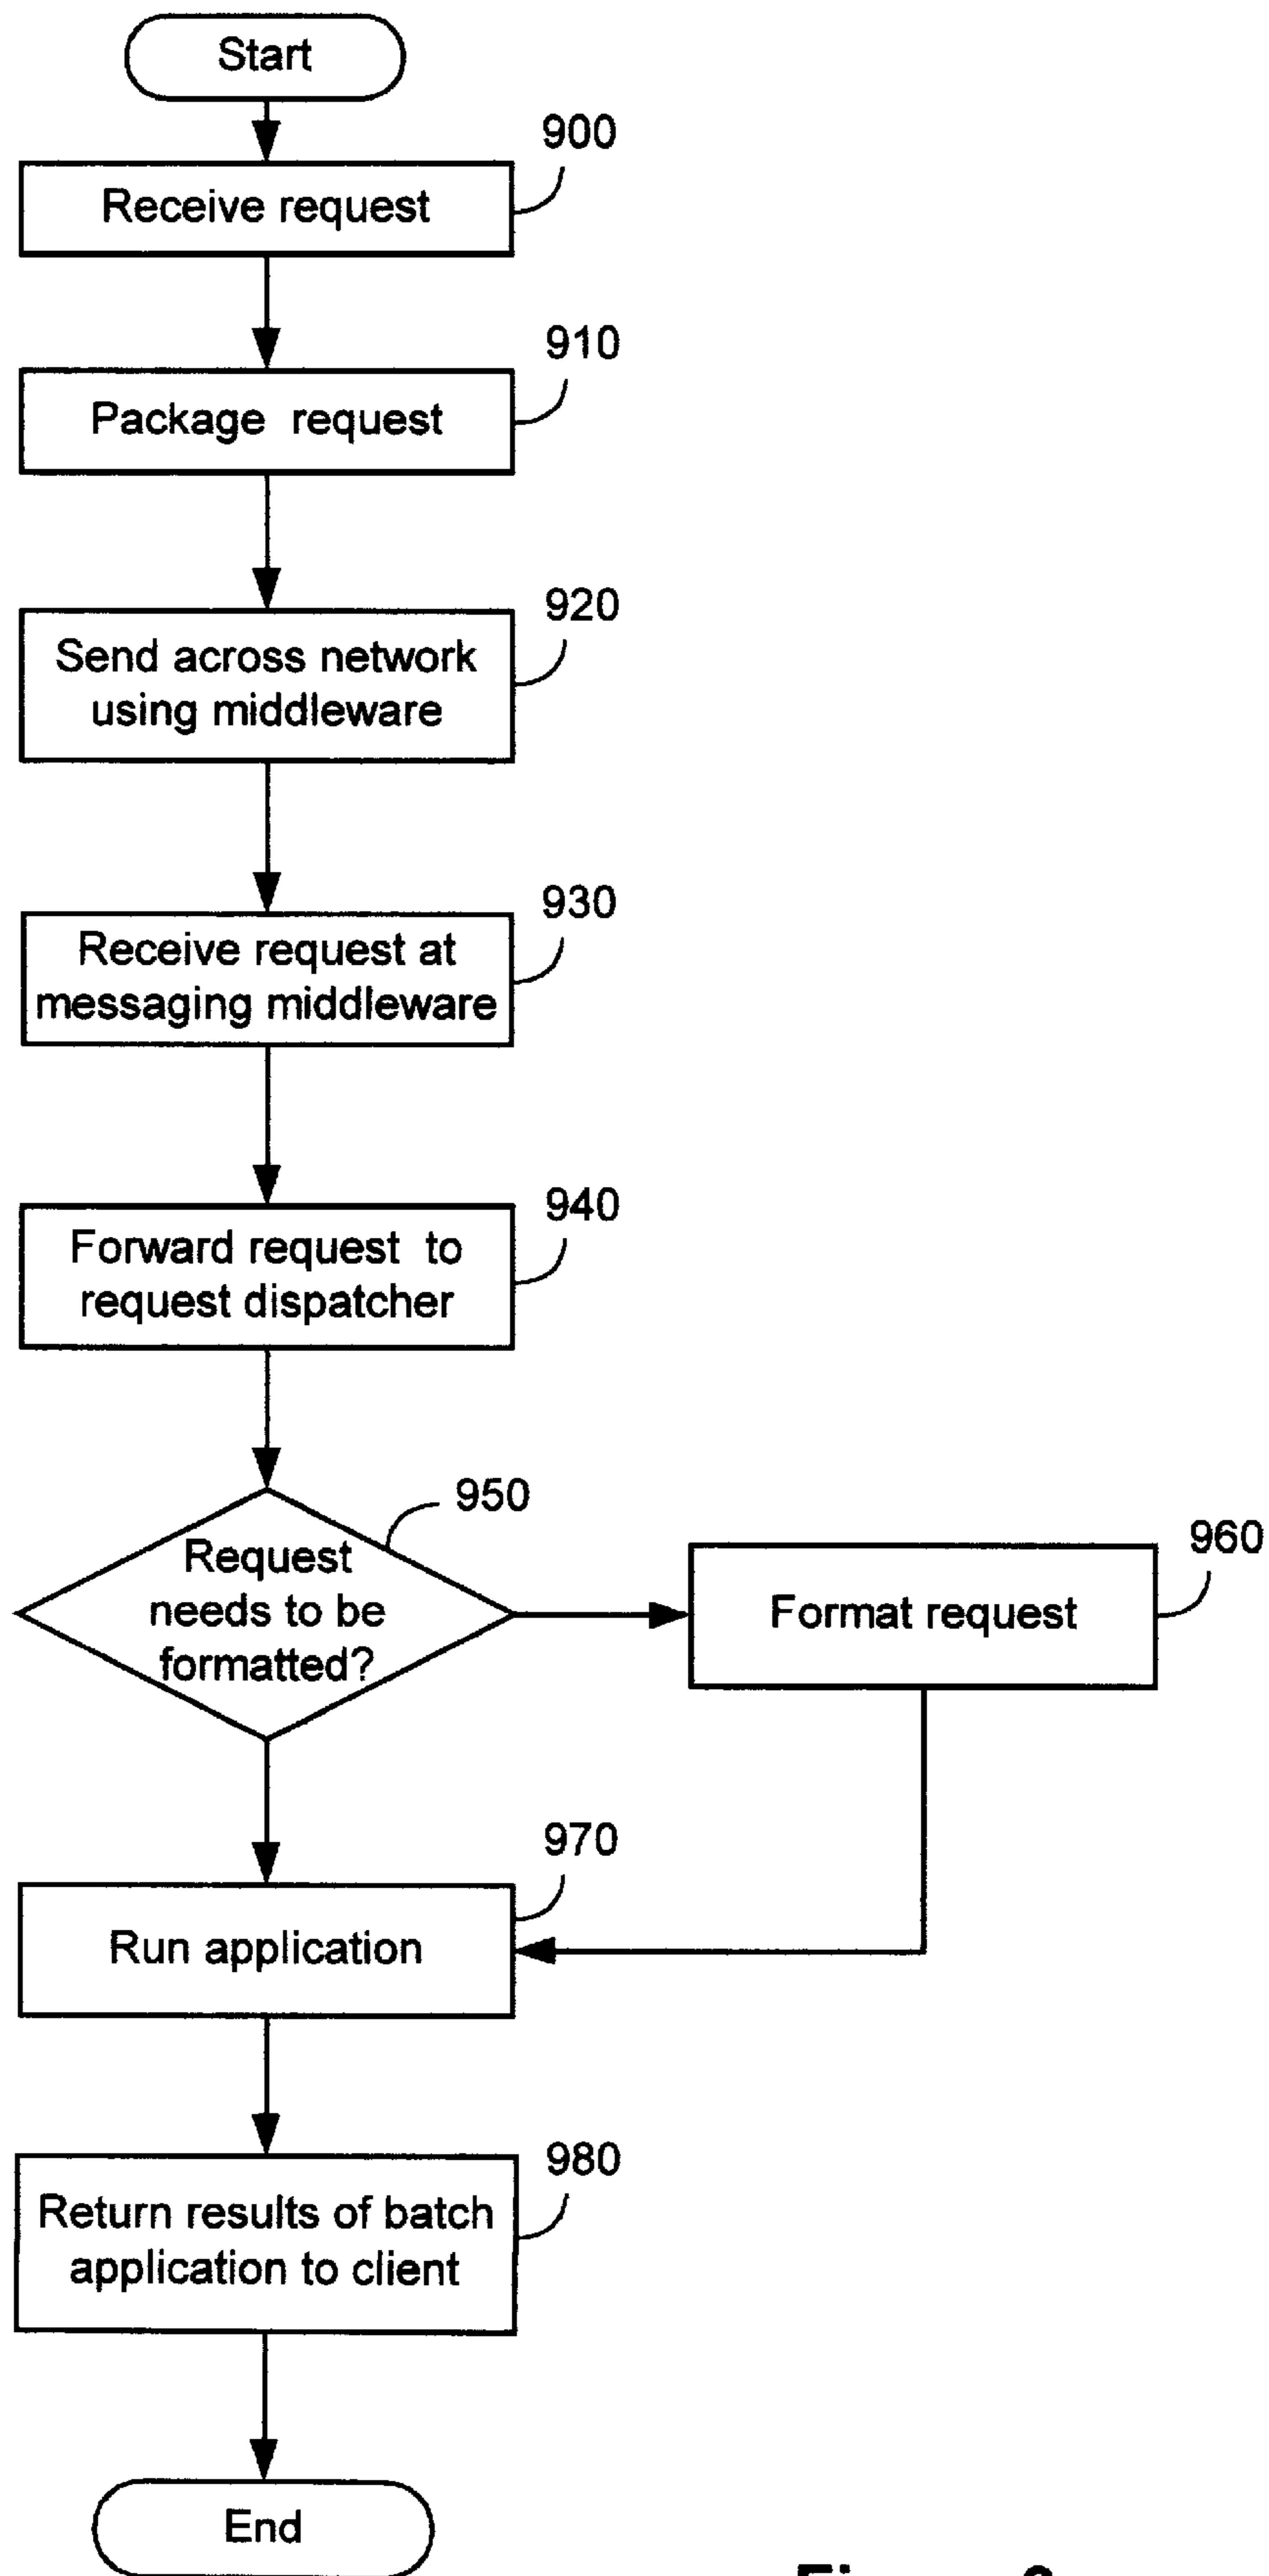 Start
900
Receive request
910
Package request
920
Send across network
using middleware
930
Receive request at
messaging middleware
940
Forward request to
request dispatcher
950
Request
needs to be
formatted?
960
Format request
970
Run application
980
Return results of batch
application to client
End